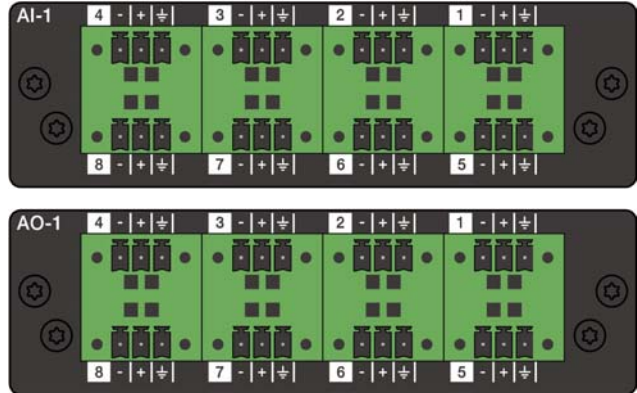 AI-1 4 - + ⏚ 3 - + ⏚ 2 - + ⏚ 1 - + ⏚
8 - + ⏚ 7 - + ⏚ 6 - + ⏚ 5 - + ⏚
AO-1 4 - + ⏚ 3 - + ⏚ 2 - + ⏚ 1 - + ⏚
8 - + ⏚ 7 - + ⏚ 6 - + ⏚ 5 - + ⏚